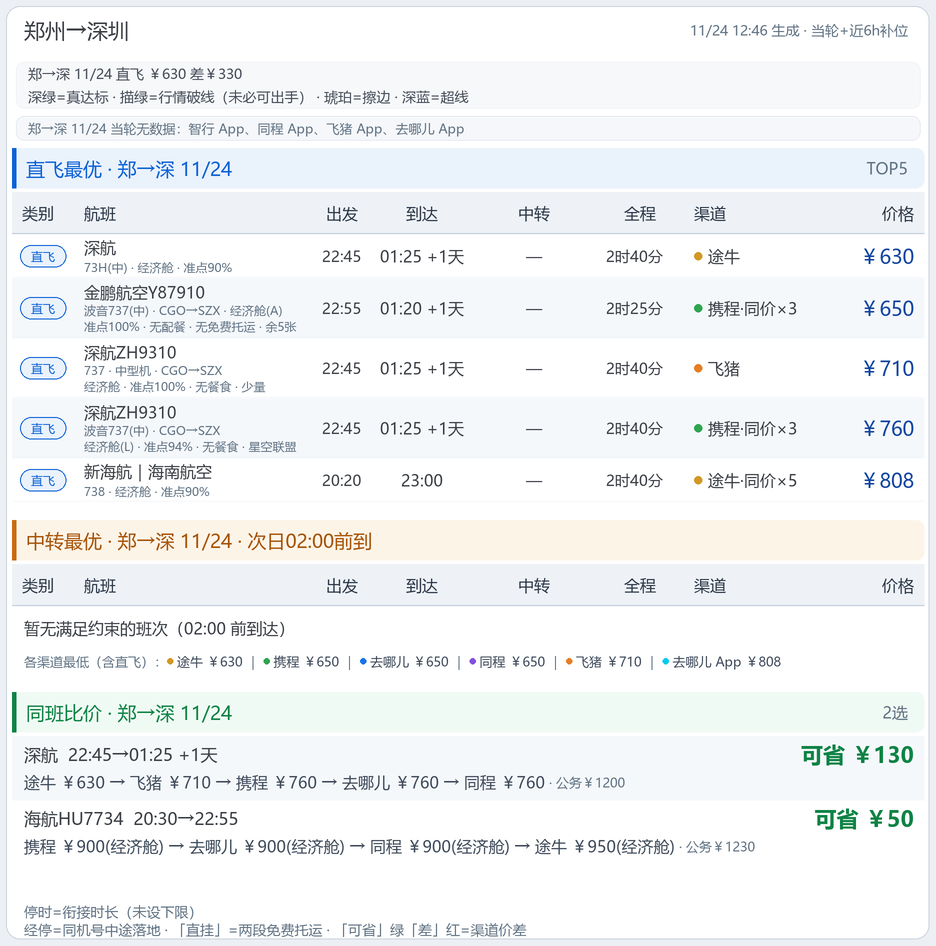 郑州→深圳
11/24 12:46 生成 · 当轮+近6h补位
郑→深 11/24 直飞 ¥630 差¥330
深绿=真达标 · 描绿=行情破线（未必可出手） · 琥珀=擦边 · 深蓝=超线
郑→深 11/24 当轮无数据：智行 App、同程 App、飞猪 App、去哪儿 App
直飞最优 · 郑→深 11/24 TOP5
类别 航班 出发 到达 中转 全程 渠道 价格
直飞 深航 22:45 01:25 +1天 — 2时40分 途牛 ¥630
73H(中) · 经济舱 · 准点90%
直飞 金鹏航空Y87910 22:55 01:20 +1天 — 2时25分 携程·同价×3 ¥650
波音737(中) · CGO→SZX · 经济舱(A)
准点100% · 无配餐 · 无免费托运 · 余5张
直飞 深航ZH9310 22:45 01:25 +1天 — 2时40分 飞猪 ¥710
737 · 中型机 · CGO→SZX
经济舱 · 准点100% · 无餐食 · 少量
直飞 深航ZH9310 22:45 01:25 +1天 — 2时40分 携程·同价×3 ¥760
波音737(中) · CGO→SZX
经济舱(L) · 准点94% · 无餐食 · 星空联盟
直飞 新海航｜海南航空 20:20 23:00 — 2时40分 途牛·同价×5 ¥808
738 · 经济舱 · 准点90%
中转最优 · 郑→深 11/24 · 次日02:00前到
类别 航班 出发 到达 中转 全程 渠道 价格
暂无满足约束的班次（02:00 前到达）
各渠道最低（含直飞）： 途牛 ¥630 | 携程 ¥650 | 去哪儿 ¥650 | 同程 ¥650 | 飞猪 ¥710 | 去哪儿 App ¥808
同班比价 · 郑→深 11/24 2选
深航 22:45→01:25 +1天 可省 ¥130
途牛 ¥630 → 飞猪 ¥710 → 携程 ¥760 → 去哪儿 ¥760 → 同程 ¥760 · 公务¥1200
海航HU7734 20:30→22:55 可省 ¥50
携程 ¥900(经济舱) → 去哪儿 ¥900(经济舱) → 同程 ¥900(经济舱) → 途牛 ¥950(经济舱) · 公务¥1230
停时=衔接时长（未设下限）
经停=同机号中途落地 · 「直挂」=两段免费托运 · 「可省」绿「差」红=渠道价差